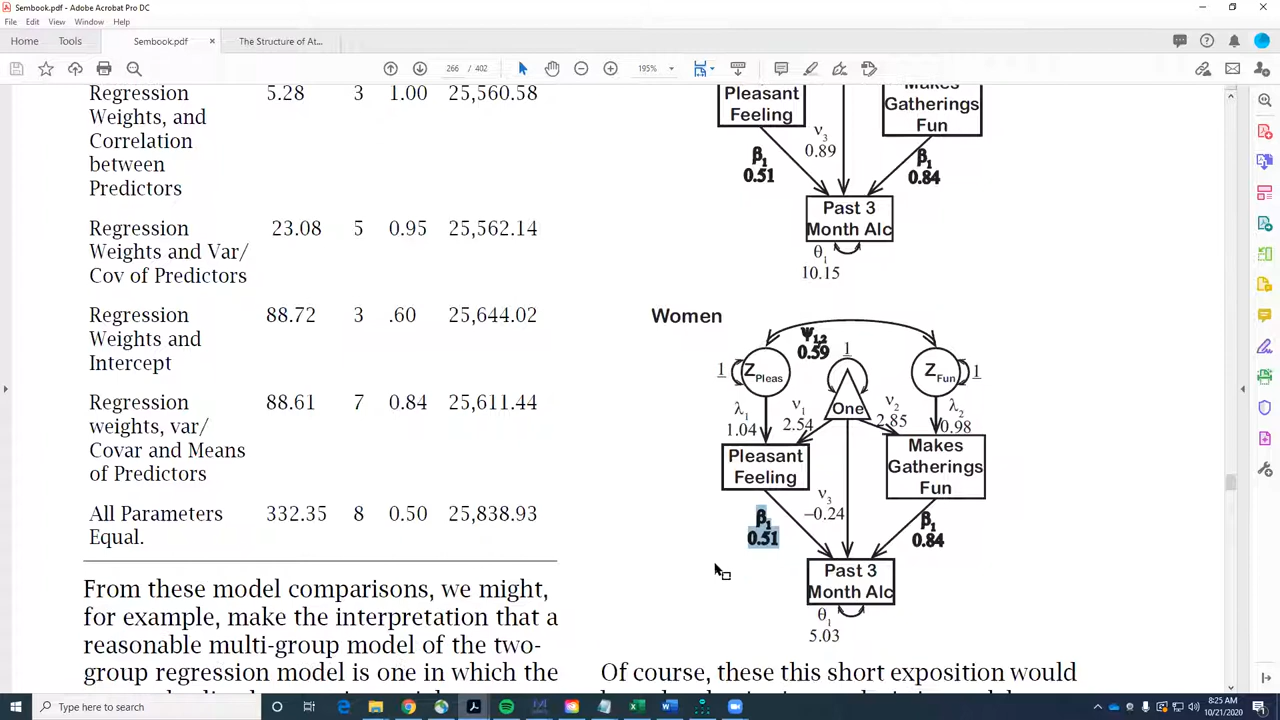 Sembook.pdf - Adobe Acrobat Pro DC
File Edit View Window Help
Home Tools Sembook.pdf × The Structure of At...
266 / 402 195%
Regression 5.28 3 1.00 25,560.58
Weights, and
Correlation
between
Predictors
Regression 23.08 5 0.95 25,562.14
Weights and Var/
Cov of Predictors
Regression 88.72 3 .60 25,644.02
Weights and
Intercept
Regression 88.61 7 0.84 25,611.44
weights, var/
Covar and Means
of Predictors
All Parameters 332.35 8 0.50 25,838.93
Equal.
From these model comparisons, we might,
for example, make the interpretation that a
reasonable multi-group model of the two-
group regression model is one in which the
Pleasant
Feeling
Makes
Gatherings
Fun
ν3
0.89
β1
0.51
β1
0.84
Past 3
Month Alc
θ1
10.15
Women
Ψ1,2
0.59
1
1
ZPleas
One
ZFun
1
λ1
1.04
ν1
2.54
ν2
2.85
λ2
0.98
Pleasant
Feeling
Makes
Gatherings
Fun
ν3
−0.24
β1
0.51
β1
0.84
Past 3
Month Alc
θ1
5.03
Of course, these this short exposition would
Type here to search
8:25 AM
10/21/2020